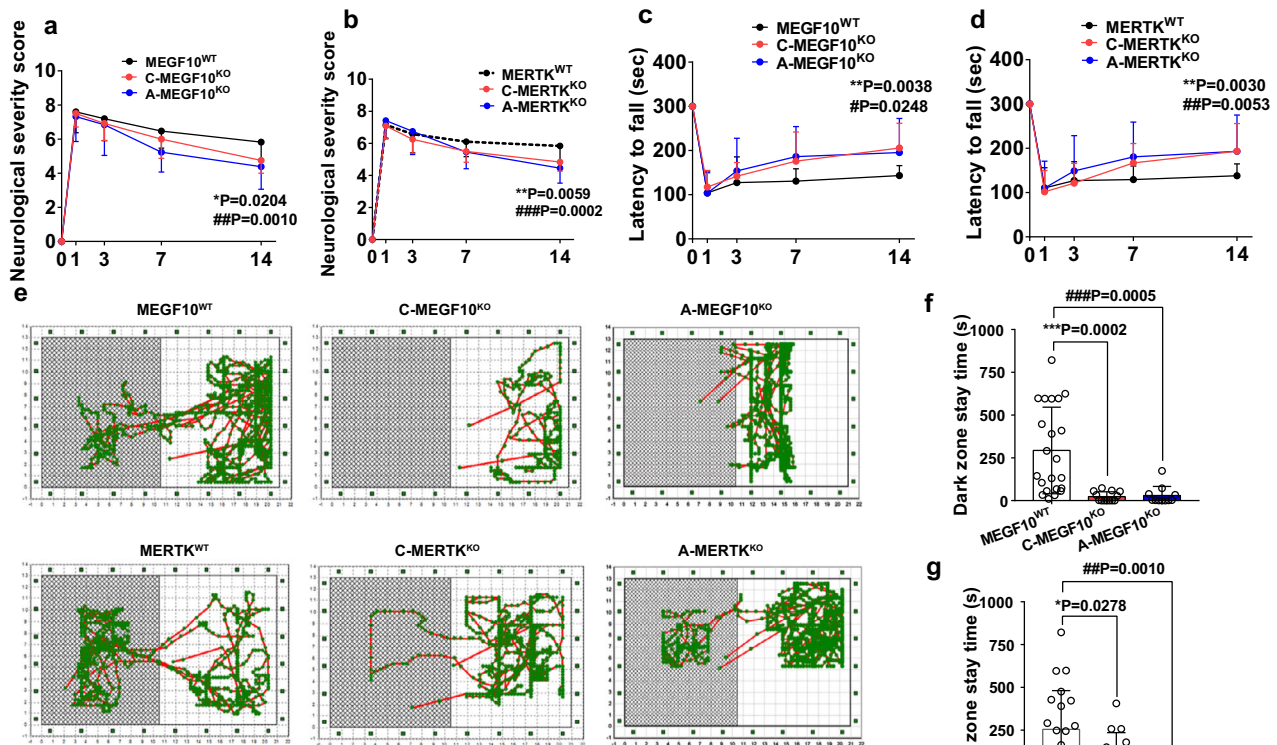 a
MEGF10WT
C-MEGF10KO
A-MEGF10KO
Neurological severity score
10
8
6
4
2
0
*P=0.0204
##P=0.0010
0 1 3 7 14
b
MERTKWT
C-MERTKKO
A-MERTKKO
Neurological severity score
10
8
6
4
2
0
**P=0.0059
###P=0.0002
0 1 3 7 14
c
MEGF10WT
C-MEGF10KO
A-MEGF10KO
Latency to fall (sec)
400
300
200
100
0
**P=0.0038
#P=0.0248
0 1 3 7 14
d
MERTKWT
C-MERTKKO
A-MERTKKO
Latency to fall (sec)
400
300
200
100
0
**P=0.0030
##P=0.0053
0 1 3 7 14
e
MEGF10WT
C-MEGF10KO
A-MEGF10KO
MERTKWT
C-MERTKKO
A-MERTKKO
f
###P=0.0005
***P=0.0002
Dark zone stay time (s)
1000
750
500
250
0
MEGF10WT
C-MEGF10KO
A-MEGF10KO
g
##P=0.0010
*P=0.0278
zone stay time (s)
1000
750
500
250